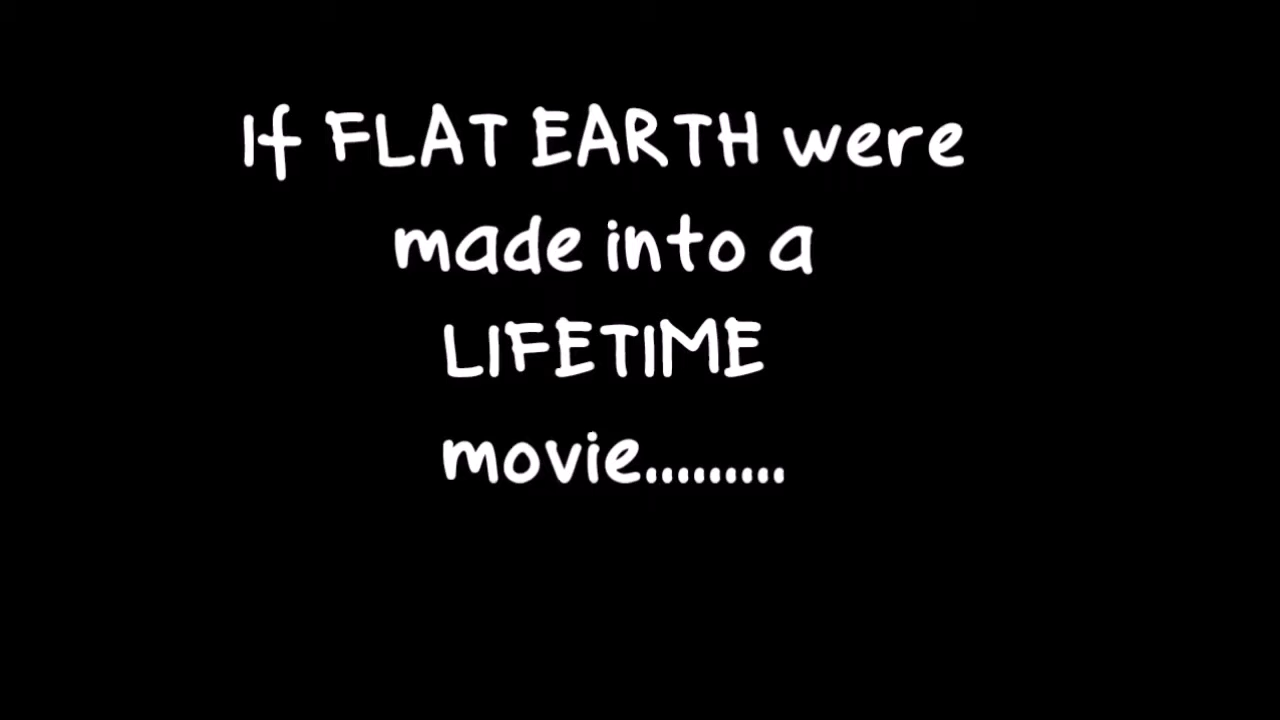 If FLAT EARTH were
made into a
LIFETIME
movie.........